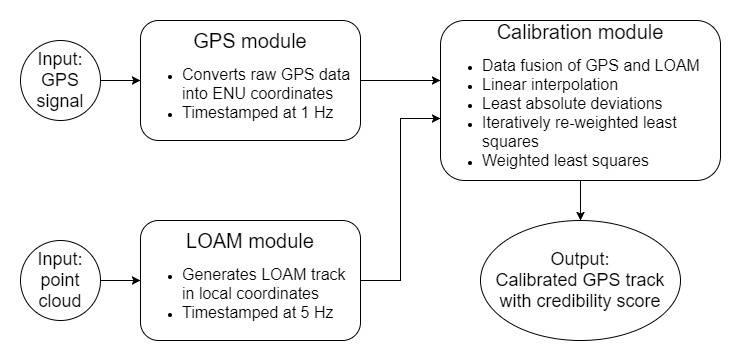 Input:
GPS
signal
GPS module
• Converts raw GPS data
into ENU coordinates
• Timestamped at 1 Hz
Calibration module
• Data fusion of GPS and LOAM
• Linear interpolation
• Least absolute deviations
• Iteratively re-weighted least
squares
• Weighted least squares
Input:
point
cloud
LOAM module
• Generates LOAM track
in local coordinates
• Timestamped at 5 Hz
Output:
Calibrated GPS track
with credibility score